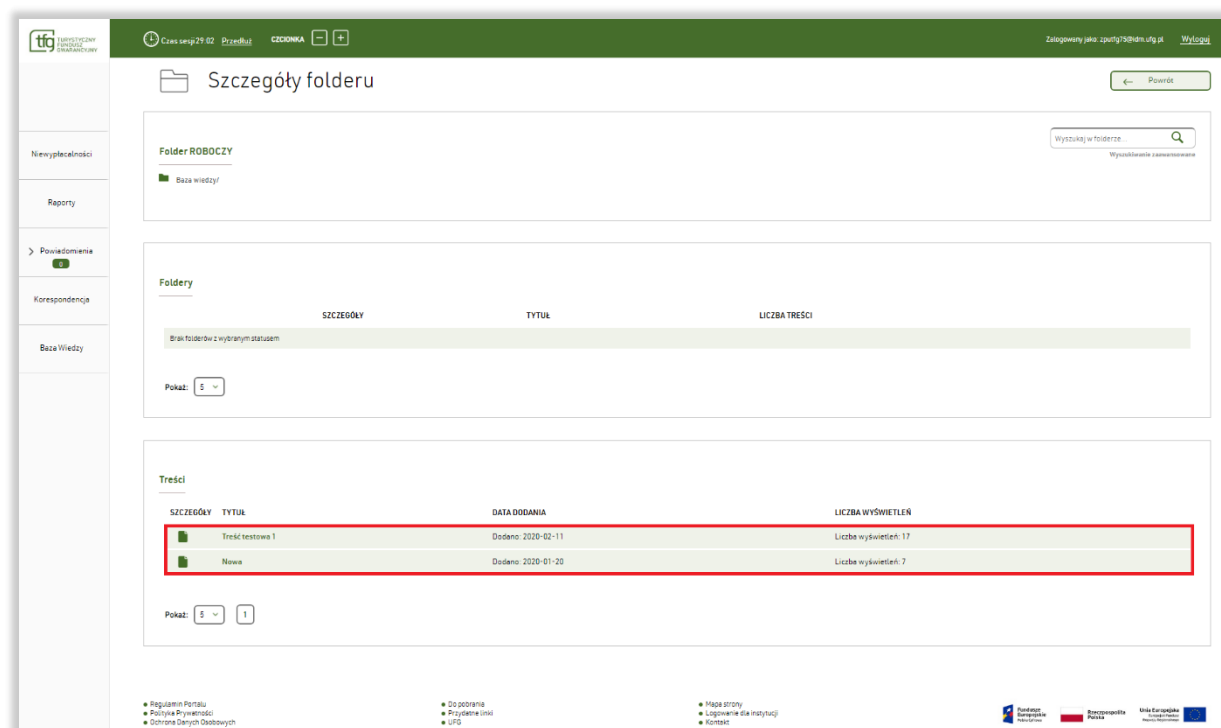 tfg TURYSTYCZNY
FUNDUSZ
GWARANCYJNY
Czas sesji 29:02 Przedłuż CZCIONKA − +
Zalogowany jako: zputfg75@idm.ufg.pl Wyloguj
Szczegóły folderu
← Powrót
Niewypłacalności
Raporty
Powiadomienia
0
Korespondencja
Baza Wiedzy
Folder ROBOCZY
Wyszukaj w folderze...
Wyszukiwanie zaawansowane
Baza wiedzy/
Foldery
SZCZEGÓŁY TYTUŁ LICZBA TREŚCI
Brak folderów z wybranym statusem
Pokaż: 5
Treści
SZCZEGÓŁY TYTUŁ DATA DODANIA LICZBA WYŚWIETLEŃ
Treść testowa 1 Dodano: 2020-02-11 Liczba wyświetleń: 17
Nowa Dodano: 2020-01-20 Liczba wyświetleń: 7
Pokaż: 5 1
Regulamin Portalu
Polityka Prywatności
Ochrona Danych Osobowych
Do pobrania
Przydatne linki
UFG
Mapa strony
Logowanie dla instytucji
Kontakt
Fundusze
Europejskie
Rzeczpospolita
Polska
Unia Europejska